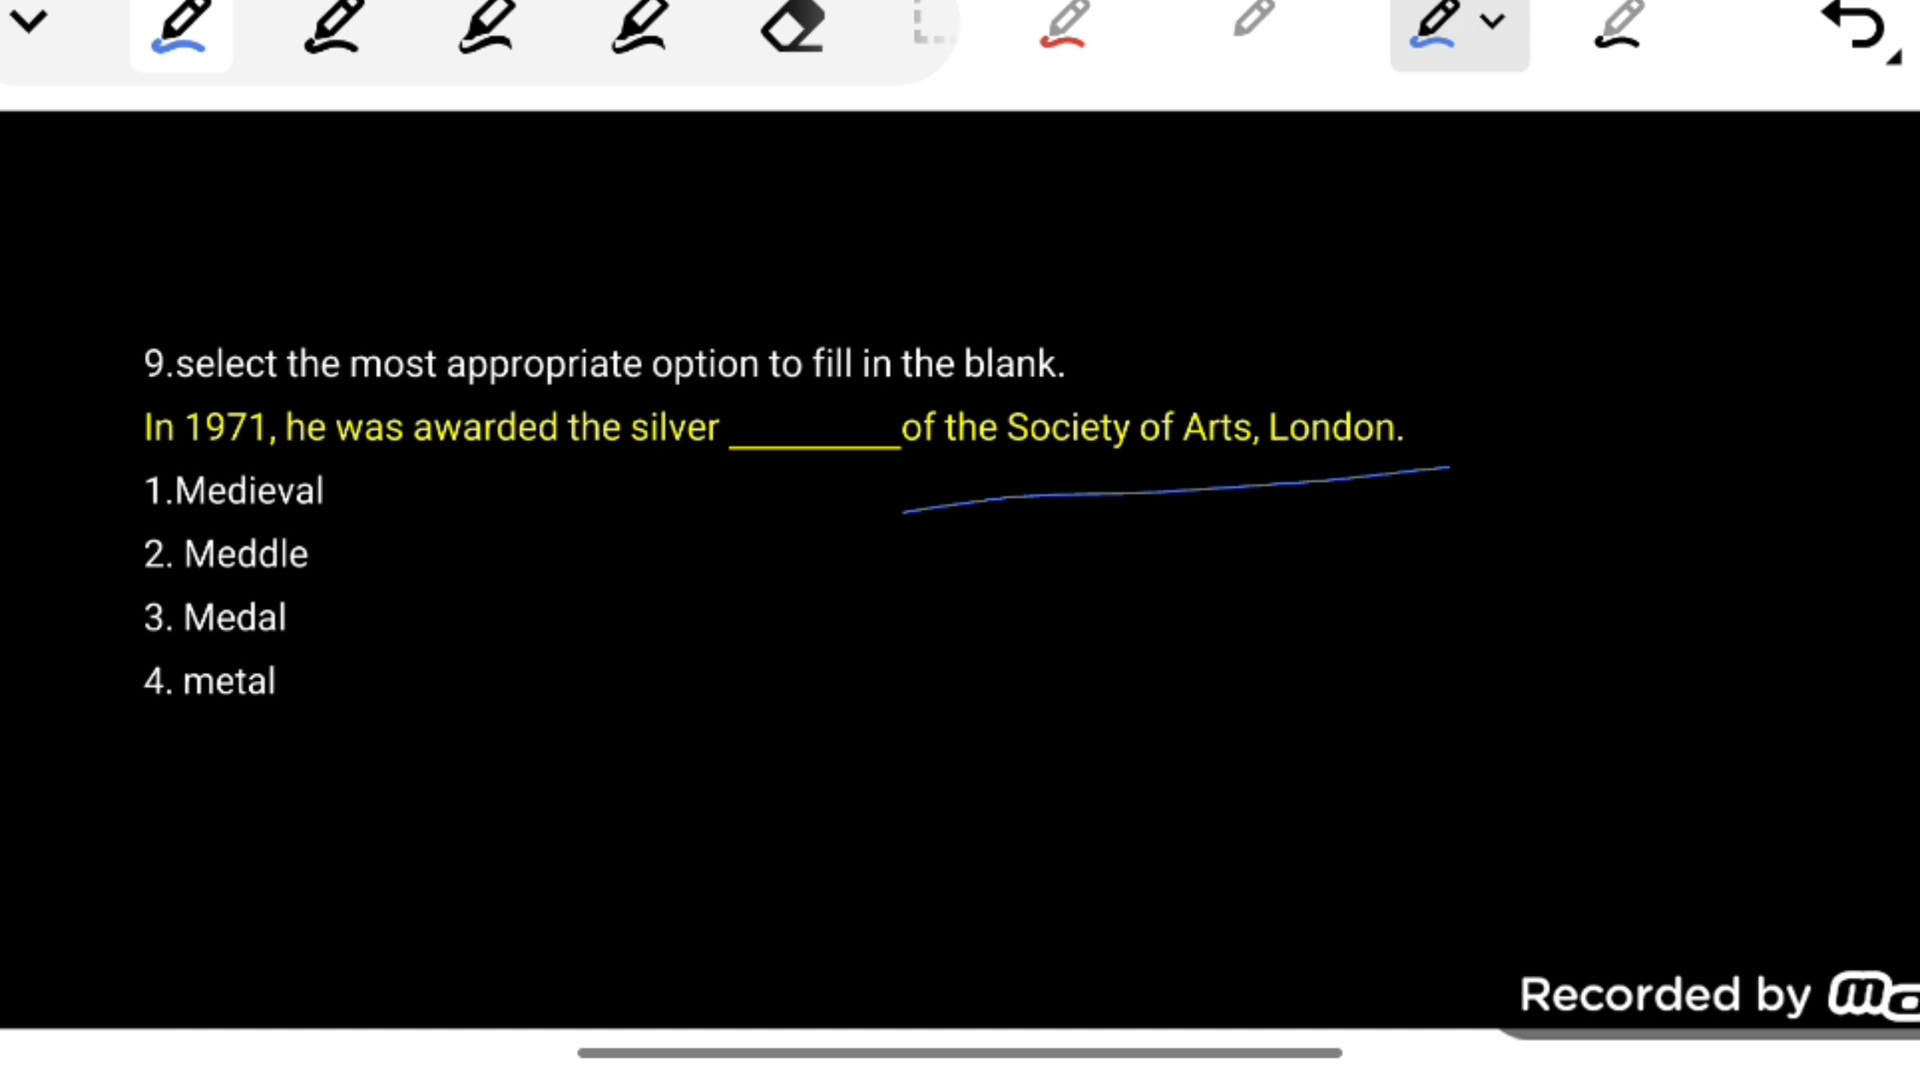 9.select the most appropriate option to fill in the blank.
In 1971, he was awarded the silver ________of the Society of Arts, London.
1.Medieval
2. Meddle
3. Medal
4. metal
Recorded by